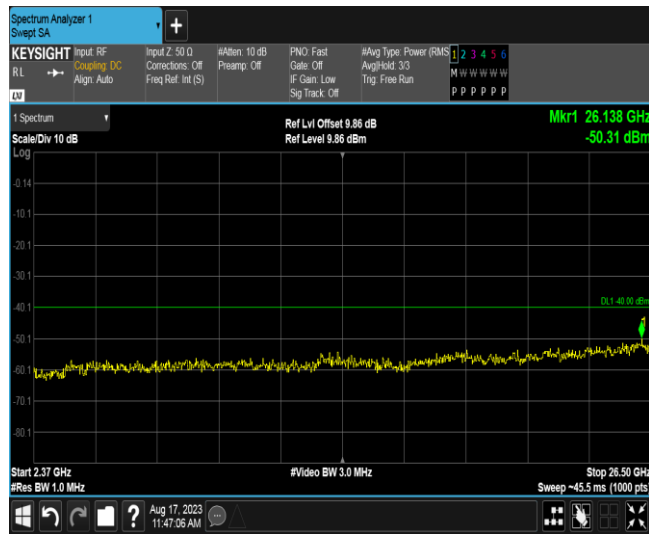 Spectrum Analyzer 1
Swept SA
KEYSIGHT
RL
LXI
Input: RF
Coupling: DC
Align: Auto
Input Z: 50 Ω
Corrections: Off
Freq Ref: Int (S)
#Atten: 10 dB
Preamp: Off
PNO: Fast
Gate: Off
IF Gain: Low
Sig Track: Off
#Avg Type: Power (RMS
Avg|Hold: 3/3
Trig: Free Run
1 2 3 4 5 6
M W W W W W
P P P P P P
1 Spectrum
Scale/Div 10 dB
Log
Ref Lvl Offset 9.86 dB
Ref Level 9.86 dBm
Mkr1 26.138 GHz
-50.31 dBm
-0.14
-10.1
-20.1
-30.1
-40.1
-50.1
-60.1
-70.1
-80.1
DL1 -40.00 dBm
1
Start 2.37 GHz
#Res BW 1.0 MHz
#Video BW 3.0 MHz
Stop 26.50 GHz
Sweep ~45.5 ms (1000 pts)
?
Aug 17, 2023
11:47:06 AM